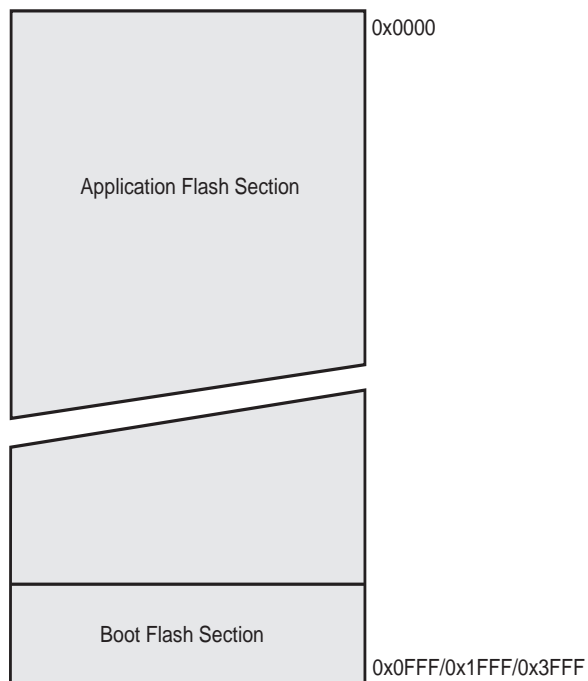 0x0000
Application Flash Section
Boot Flash Section
0x0FFF/0x1FFF/0x3FFF